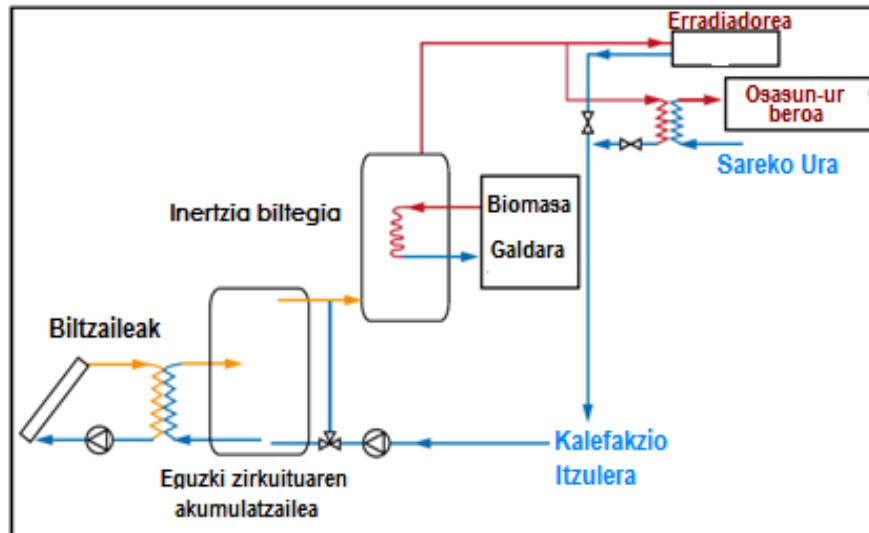 Erradiadorea
Osasun-ur
beroa
Sareko Ura
Inertzia biltegia
Biomasa
Galdara
Biltzaileak
Kalefakzio
Itzulera
Eguzki zirkuituaren
akumulatzailea